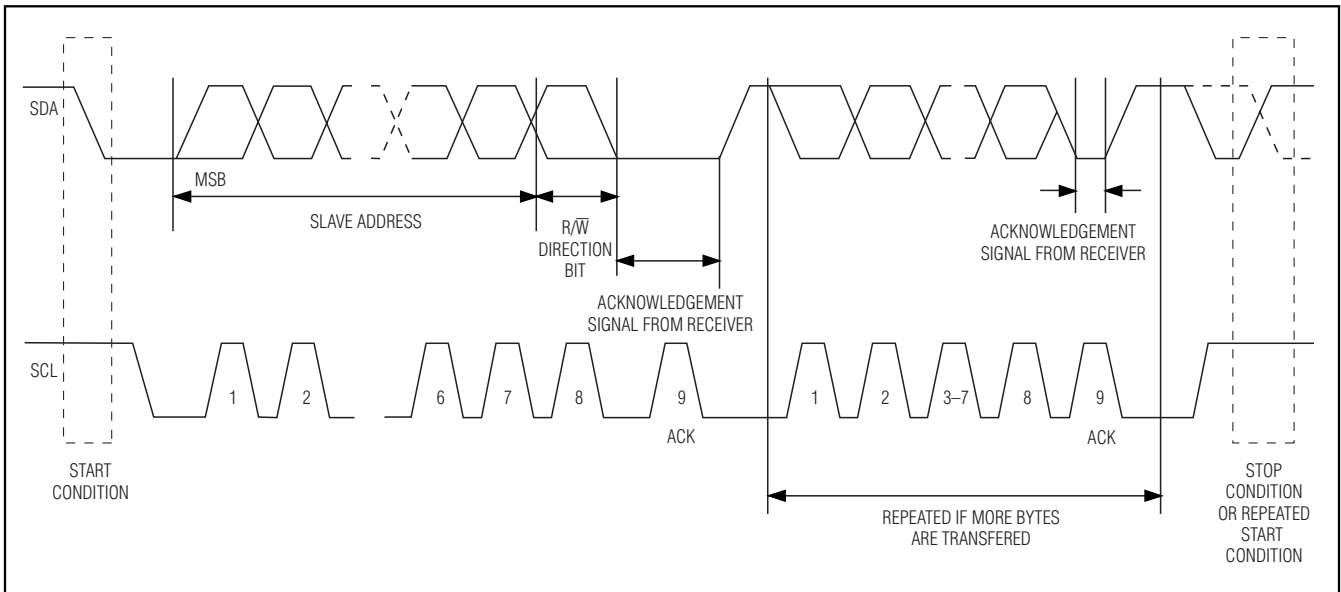 SDA
MSB
SLAVE ADDRESS
R/W̅
DIRECTION
BIT
ACKNOWLEDGEMENT
SIGNAL FROM RECEIVER
ACKNOWLEDGEMENT
SIGNAL FROM RECEIVER
SCL
1 2 6 7 8 9 1 2 3–7 8 9
ACK ACK
START
CONDITION
REPEATED IF MORE BYTES
ARE TRANSFERED
STOP
CONDITION
OR REPEATED
START
CONDITION